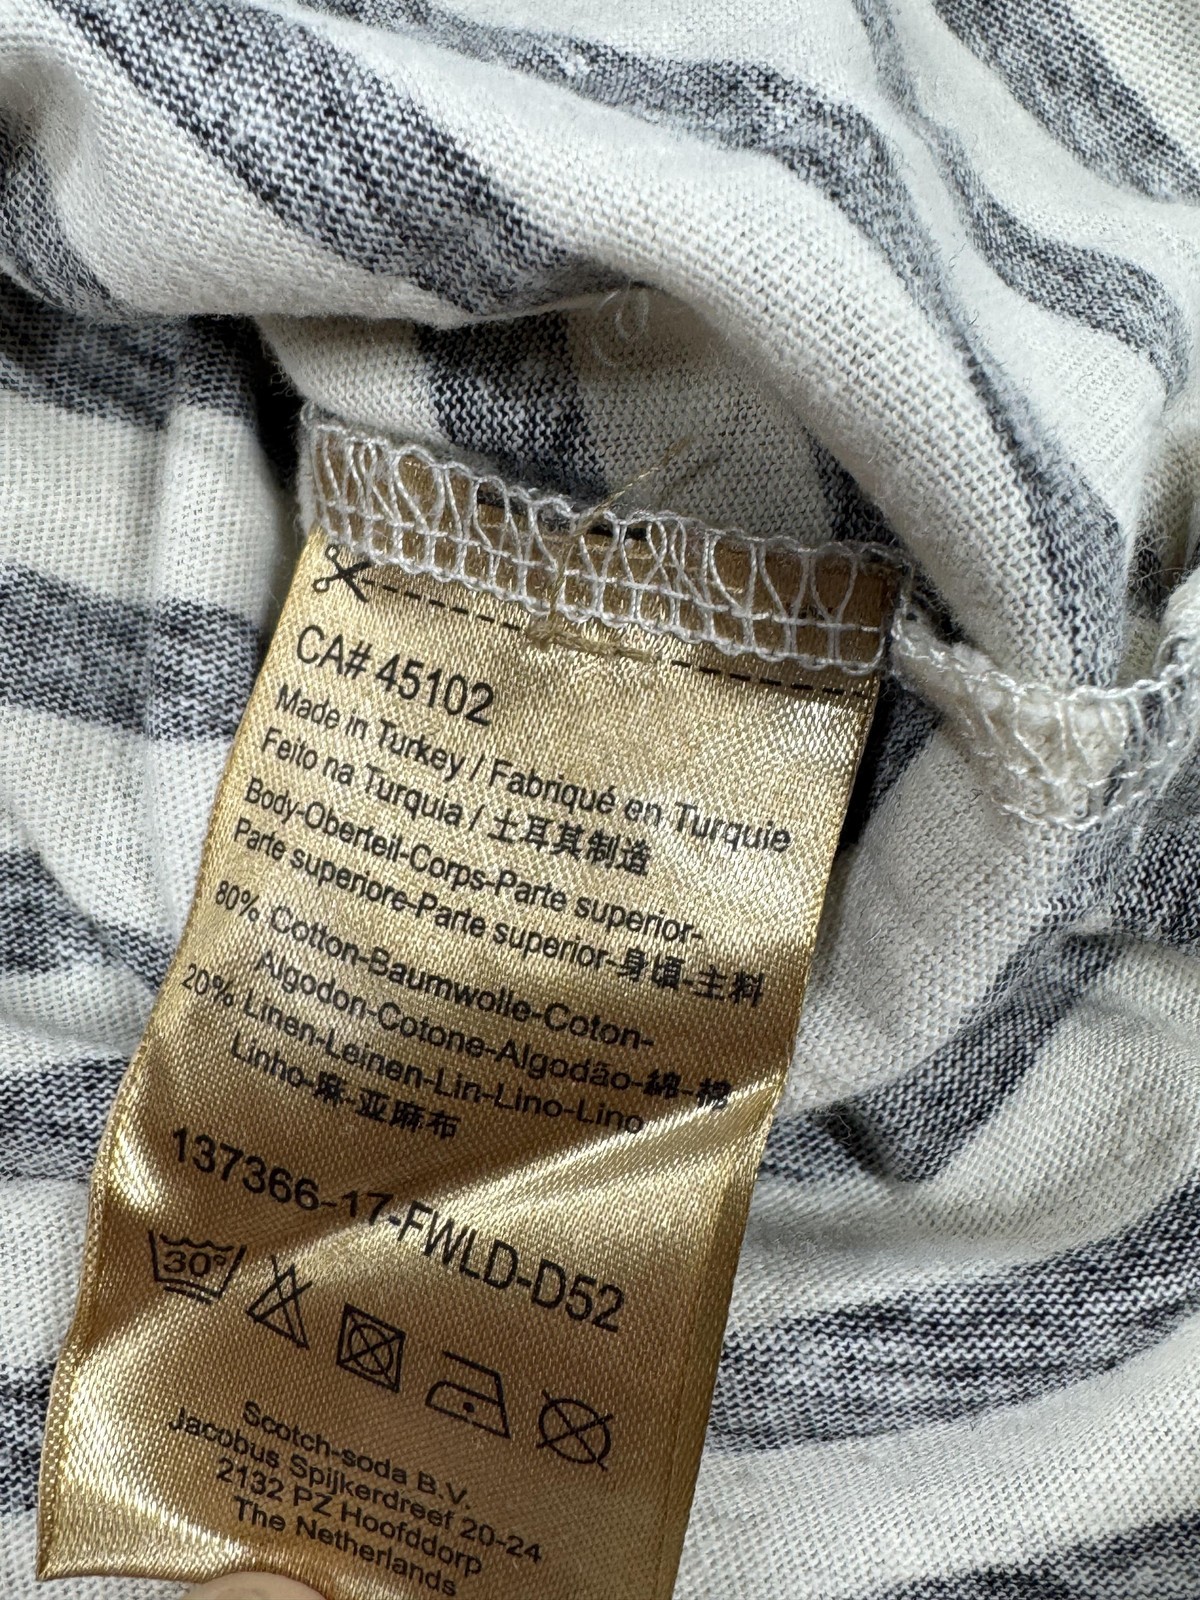 CA# 45102
Made in Turkey / Fabriqué en Turquie
Feito na Turquia / 土耳其制造
Body-Oberteil-Corps-Parte superior-
Parte superiore-Parte superior-身頃-主料
80% Cotton-Baumwolle-Coton-
Algodon-Cotone-Algodão-綿-棉
20% Linen-Leinen-Lin-Lino-Lino
Linho-麻-亚麻布
137366-17-FWLD-D52
30°
Scotch-soda B.V.
Jacobus Spijkerdreef 20-24
2132 PZ Hoofddorp
The Netherlands